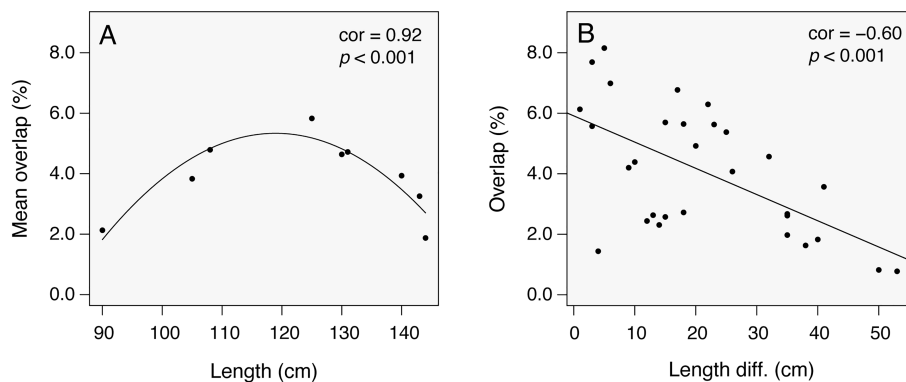 A
cor = 0.92
p < 0.001
8.0
6.0
4.0
2.0
0.0
Mean overlap (%)
90 100 110 120 130 140
Length (cm)
B
cor = −0.60
p < 0.001
8.0
6.0
4.0
2.0
0.0
Overlap (%)
0 10 20 30 40 50
Length diff. (cm)